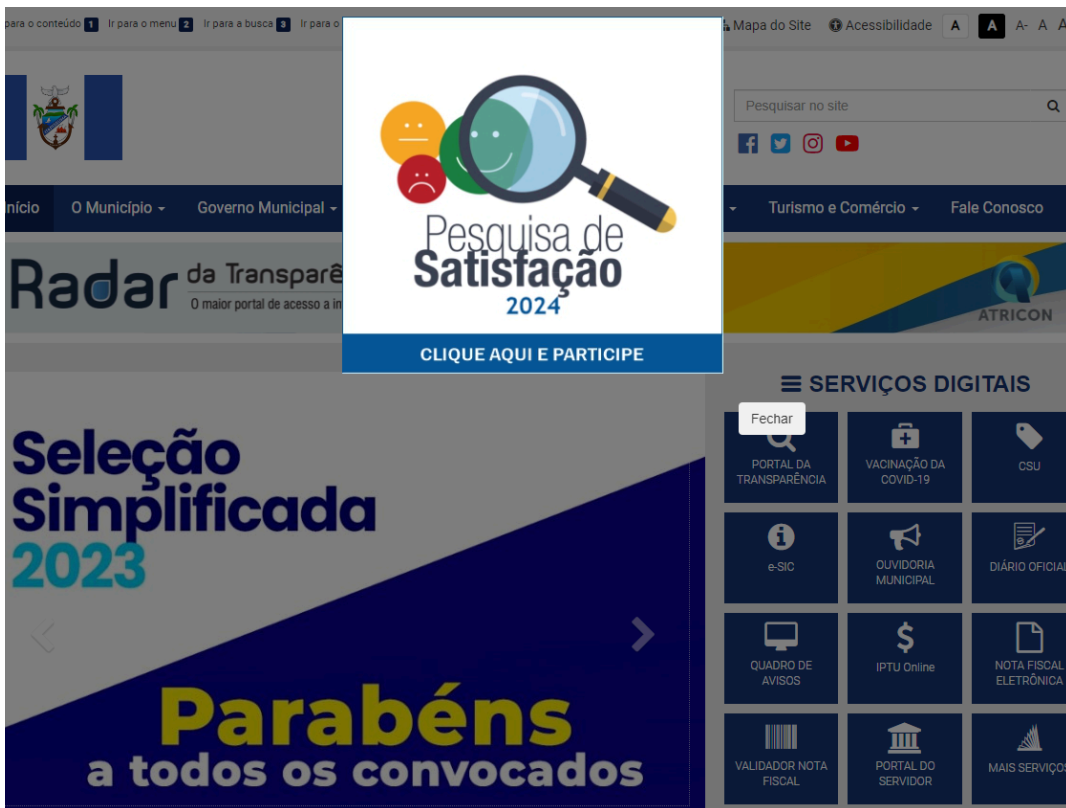 para o conteúdo 1 Ir para o menu 2 Ir para a busca 3 Ir para o
Mapa do Site Acessibilidade A A A- A A
Pesquisar no site
Início O Município Governo Municipal Turismo e Comércio Fale Conosco
Radar da Transparê
O maior portal de acesso a in
ATRICON
Pesquisa de
Satisfação
2024
CLIQUE AQUI E PARTICIPE
Fechar
Seleção
Simplificada
2023
Parabéns
a todos os convocados
SERVIÇOS DIGITAIS
PORTAL DA
TRANSPARÊNCIA
VACINAÇÃO DA
COVID-19
CSU
e-SIC
OUVIDORIA
MUNICIPAL
DIÁRIO OFICIAL
QUADRO DE
AVISOS
IPTU Online
NOTA FISCAL
ELETRÔNICA
VALIDADOR NOTA
FISCAL
PORTAL DO
SERVIDOR
MAIS SERVIÇOS